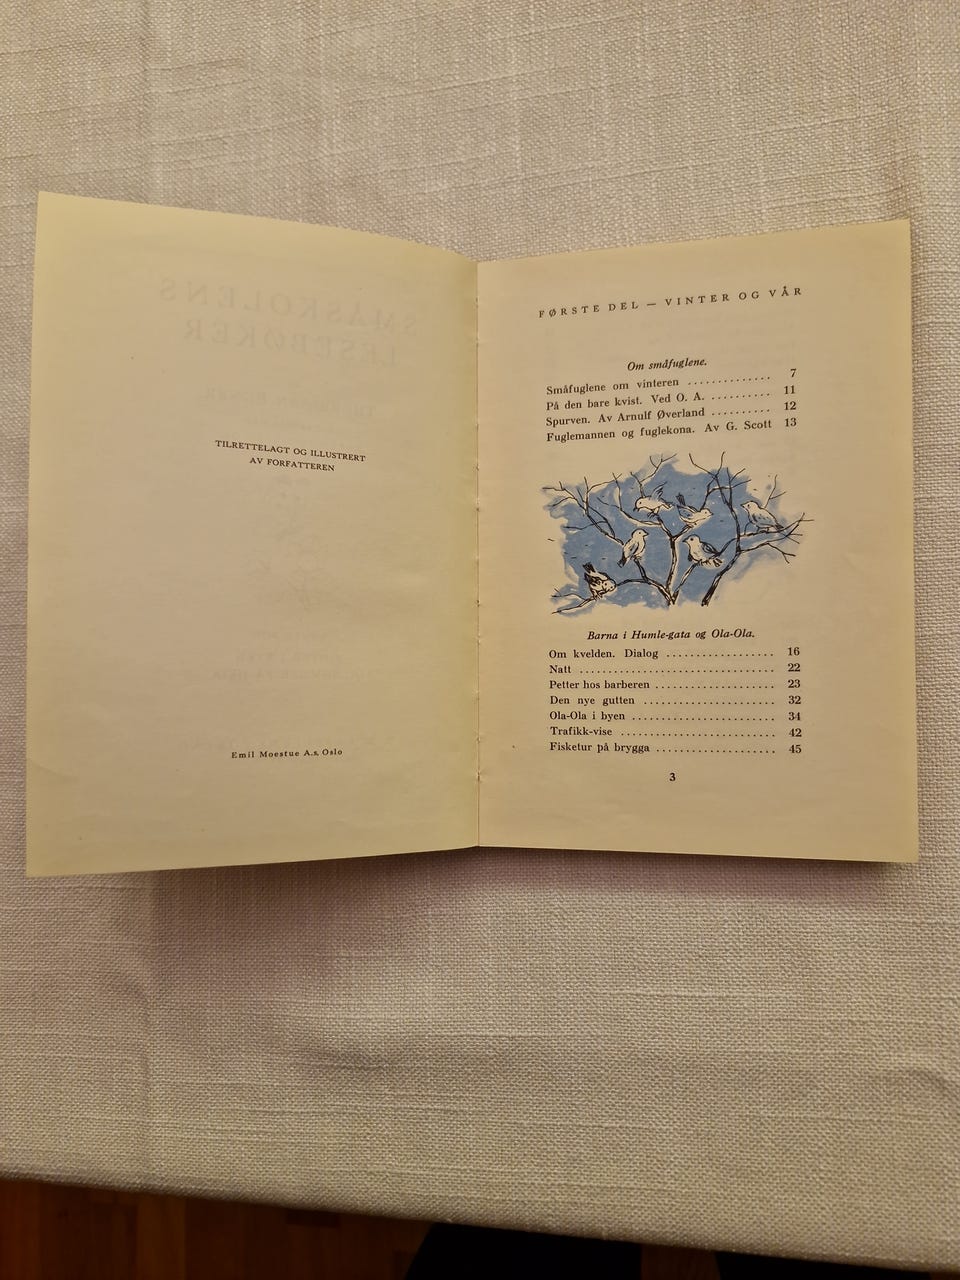 TILRETTELAGT OG ILLUSTRERT
AV FORFATTEREN
Emil Moestue A.s. Oslo
FØRSTE DEL — VINTER OG VÅR
Om småfuglene.
Småfuglene om vinteren .............. 7
På den bare kvist. Ved O. A. .......... 11
Spurven. Av Arnulf Øverland .......... 12
Fuglemannen og fuglekona. Av G. Scott 13
Barna i Humle-gata og Ola-Ola.
Om kvelden. Dialog .................. 16
Natt ................................ 22
Petter hos barberen .................... 23
Den nye gutten ...................... 32
Ola-Ola i byen ........................ 34
Trafikk-vise .......................... 42
Fisketur på brygga .................... 45
3